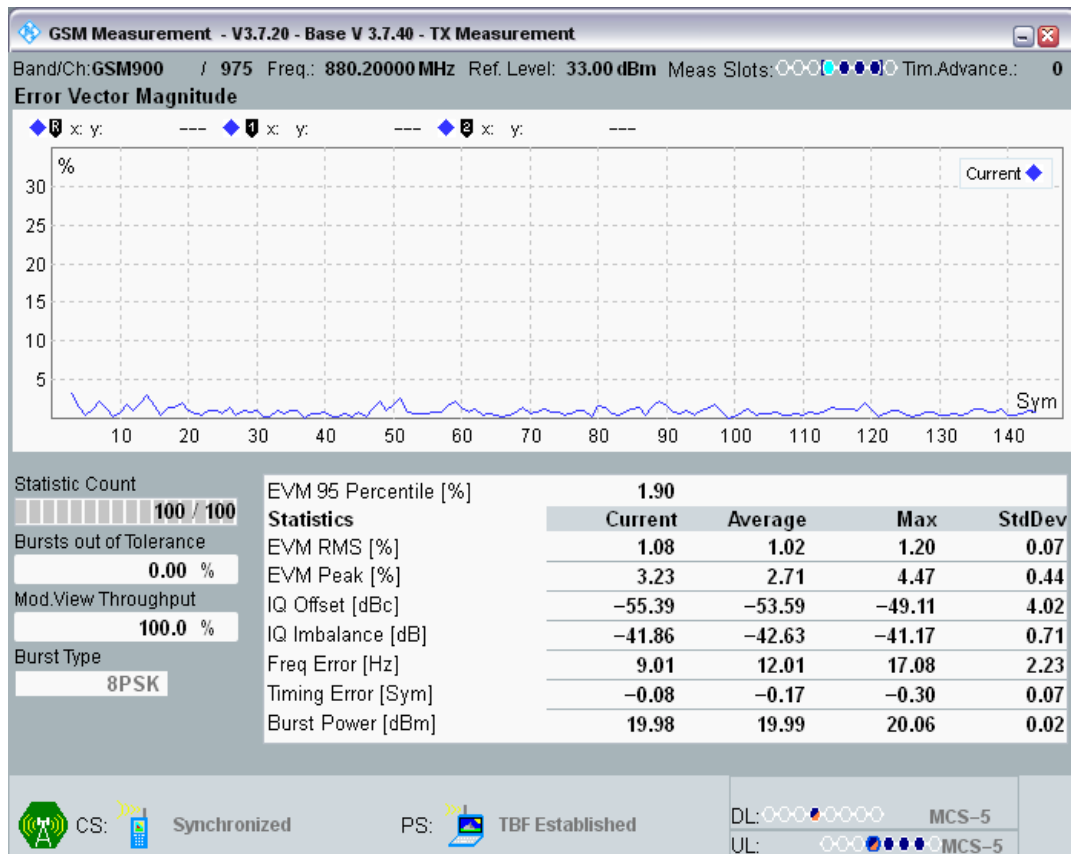 GSM Measurement - V3.7.20 - Base V 3.7.40 - TX Measurement
Band/Ch:GSM900 / 975 Freq.: 880.20000 MHz Ref. Level: 33.00 dBm Meas Slots: Tim.Advance.: 0
Error Vector Magnitude
R x: y: --- 1 x: y: --- 2 x: y: ---
%
Current
30
25
20
15
10
5
Sym
10 20 30 40 50 60 70 80 90 100 110 120 130 140
Statistic Count
100 / 100
Bursts out of Tolerance
0.00 %
Mod.View Throughput
100.0 %
Burst Type
8PSK
EVM 95 Percentile [%] 1.90
Statistics Current Average Max StdDev
EVM RMS [%] 1.08 1.02 1.20 0.07
EVM Peak [%] 3.23 2.71 4.47 0.44
IQ Offset [dBc] −55.39 −53.59 −49.11 4.02
IQ Imbalance [dB] −41.86 −42.63 −41.17 0.71
Freq Error [Hz] 9.01 12.01 17.08 2.23
Timing Error [Sym] −0.08 −0.17 −0.30 0.07
Burst Power [dBm] 19.98 19.99 20.06 0.02
CS: Synchronized PS: TBF Established
DL: MCS−5
UL: MCS−5